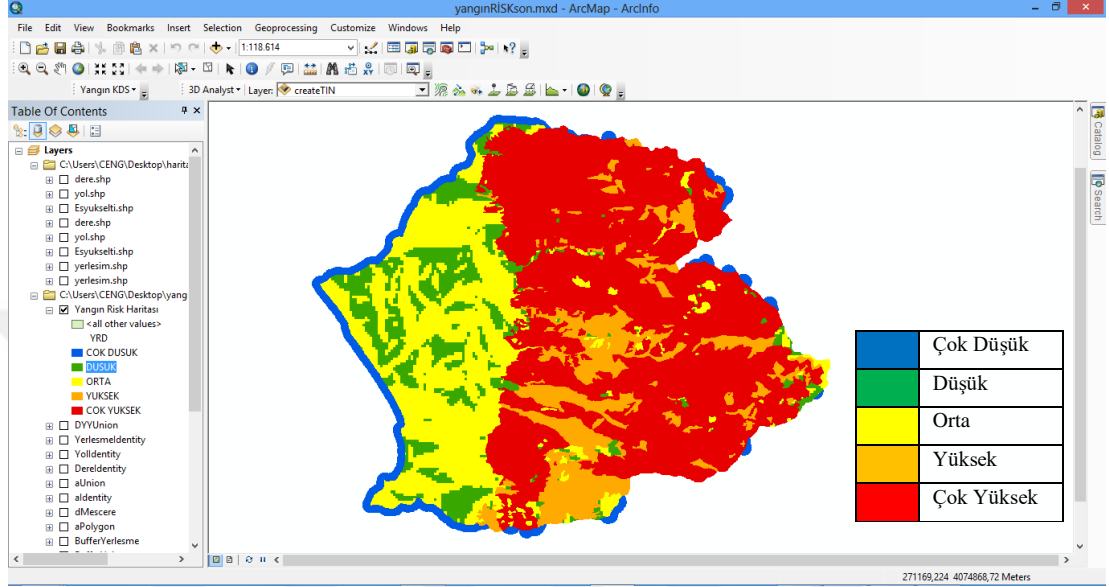 yangınRİSKson.mxd - ArcMap - ArcInfo
File Edit View Bookmarks Insert Selection Geoprocessing Customize Windows Help
1:118.614
Yangın KDS 3D Analyst Layer: createTIN
Table Of Contents
Layers
C:\Users\CENG\Desktop\harita
dere.shp
yol.shp
Esyukselti.shp
dere.shp
yol.shp
Esyukselti.shp
yerlesim.shp
yerlesim.shp
C:\Users\CENG\Desktop\yang
Yangın Risk Haritası
<all other values>
YRD
COK DUSUK
DUSUK
ORTA
YUKSEK
COK YUKSEK
DYYUnion
YerlesmeIdentity
YolIdentity
DereIdentity
aUnion
aIdentity
dMescere
aPolygon
BufferYerlesme
Catalog
Search
Çok Düşük
Düşük
Orta
Yüksek
Çok Yüksek
271169,224 4074868,72 Meters